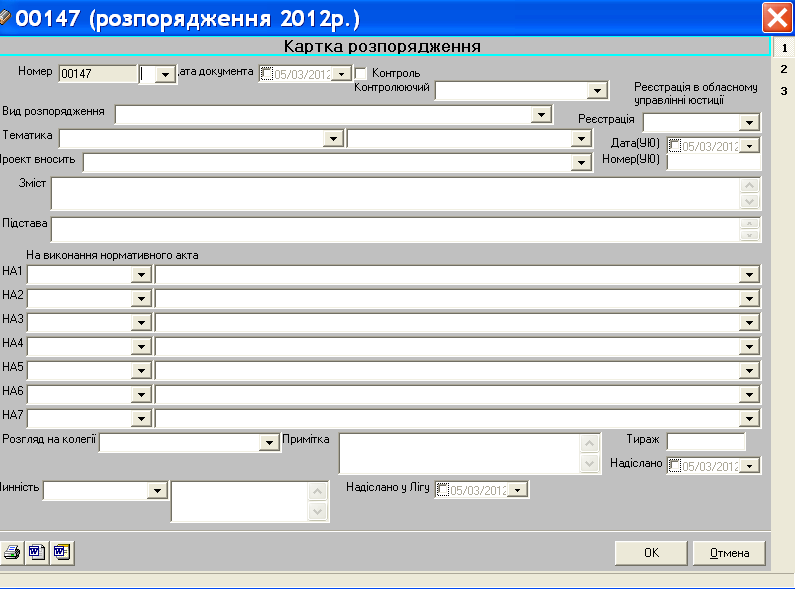 00147 (розпорядження 2012р.)
Картка розпорядження
1
2
3
Номер 00147 ата документа 05/03/2012 Контроль
Контролюючий
Реєстрація в обласному
управлінні юстиції
Вид розпорядження
Реєстрація
Тематика
Дата(УЮ) 05/03/2012
роект вносить
Номер(УЮ)
Зміст
Підстава
На виконання нормативного акта
НА1
НА2
НА3
НА4
НА5
НА6
НА7
Розгляд на колегії
Примітка
Тираж
Надіслано 05/03/2012
инність
Надіслано у Лігу 05/03/2012
OK
Отмена